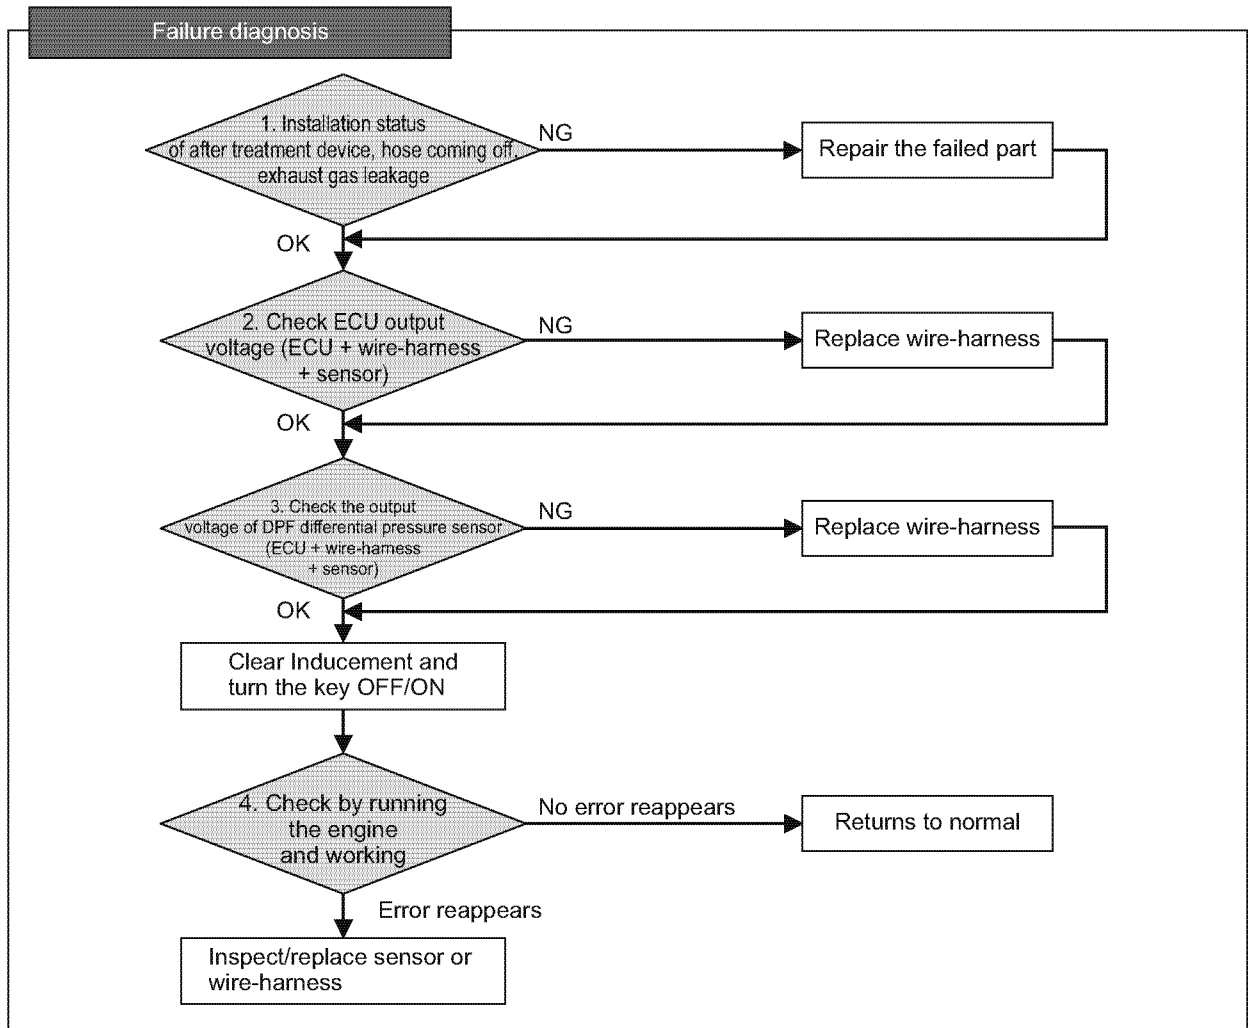 Failure diagnosis
1. Installation status
of after treatment device, hose coming off,
exhaust gas leakage
NG
Repair the failed part
OK
2. Check ECU output
voltage (ECU + wire-harness
+ sensor)
NG
Replace wire-harness
OK
3. Check the output
voltage of DPF differential pressure sensor
(ECU + wire-harness
+ sensor)
NG
Replace wire-harness
OK
Clear Inducement and
turn the key OFF/ON
4. Check by running
the engine
and working
No error reappears
Returns to normal
Error reappears
Inspect/replace sensor or
wire-harness